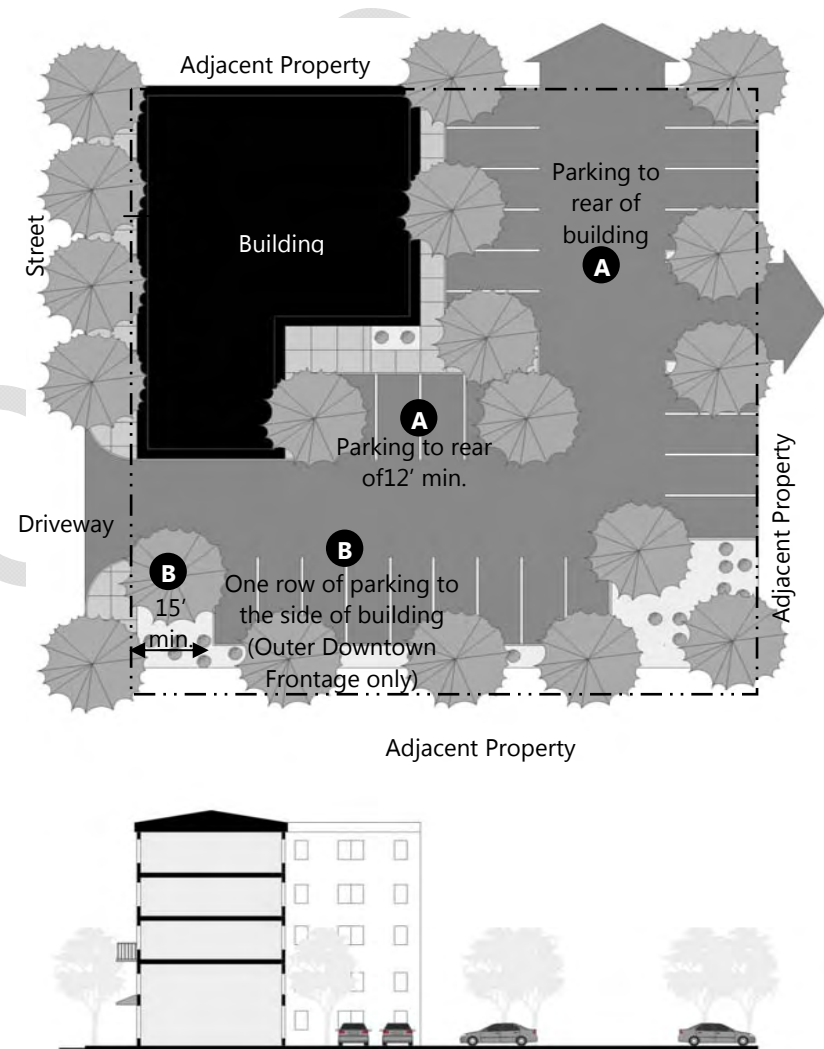 Adjacent Property
Street
Building
Parking to
rear of
building
A
A
Parking to rear
of12’ min.
Adjacent Property
Driveway
B
15’
min.
B
One row of parking to
the side of building
(Outer Downtown
Frontage only)
Adjacent Property